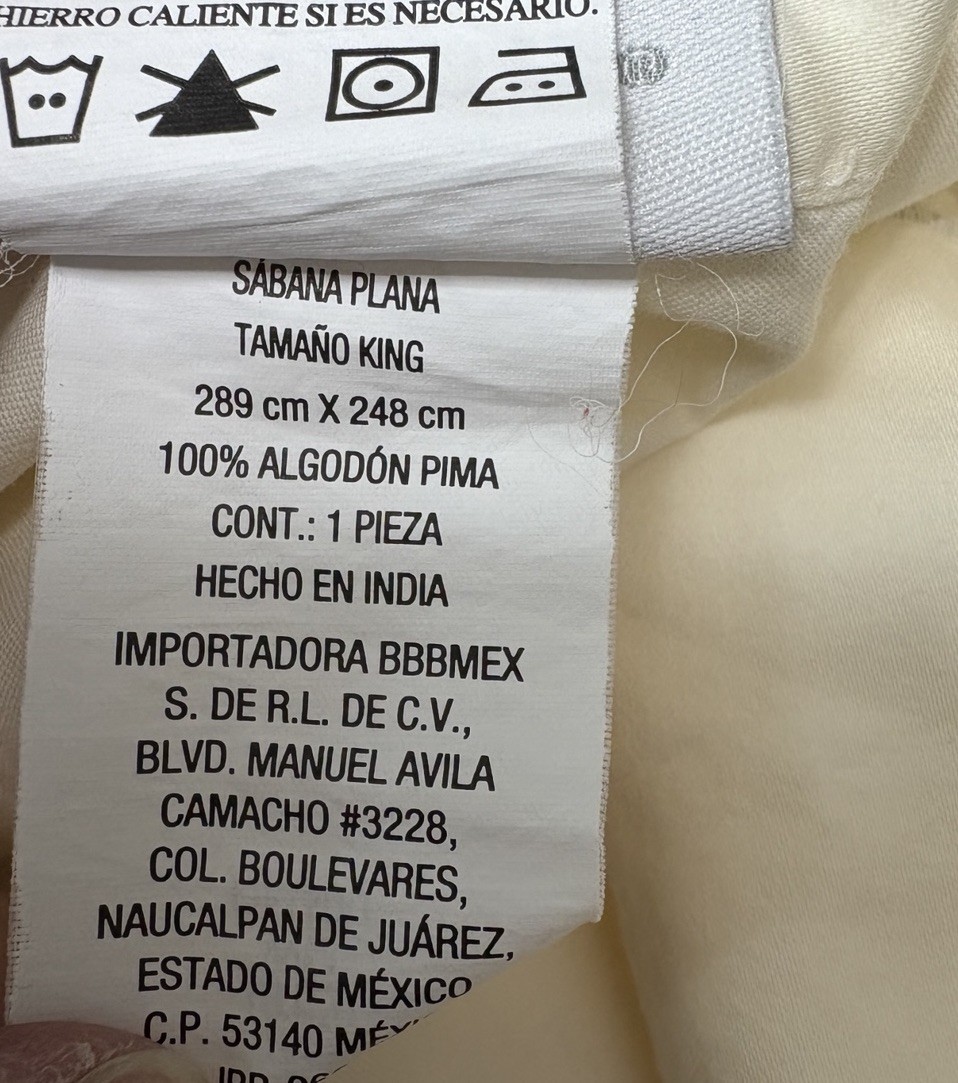 HIERRO CALIENTE SI ES NECESARIO.
SÁBANA PLANA
TAMAÑO KING
289 cm X 248 cm
100% ALGODÓN PIMA
CONT.: 1 PIEZA
HECHO EN INDIA
IMPORTADORA BBBMEX
S. DE R.L. DE C.V.,
BLVD. MANUEL AVILA
CAMACHO #3228,
COL. BOULEVARES,
NAUCALPAN DE JUÁREZ,
ESTADO DE MÉXICO
C.P. 53140